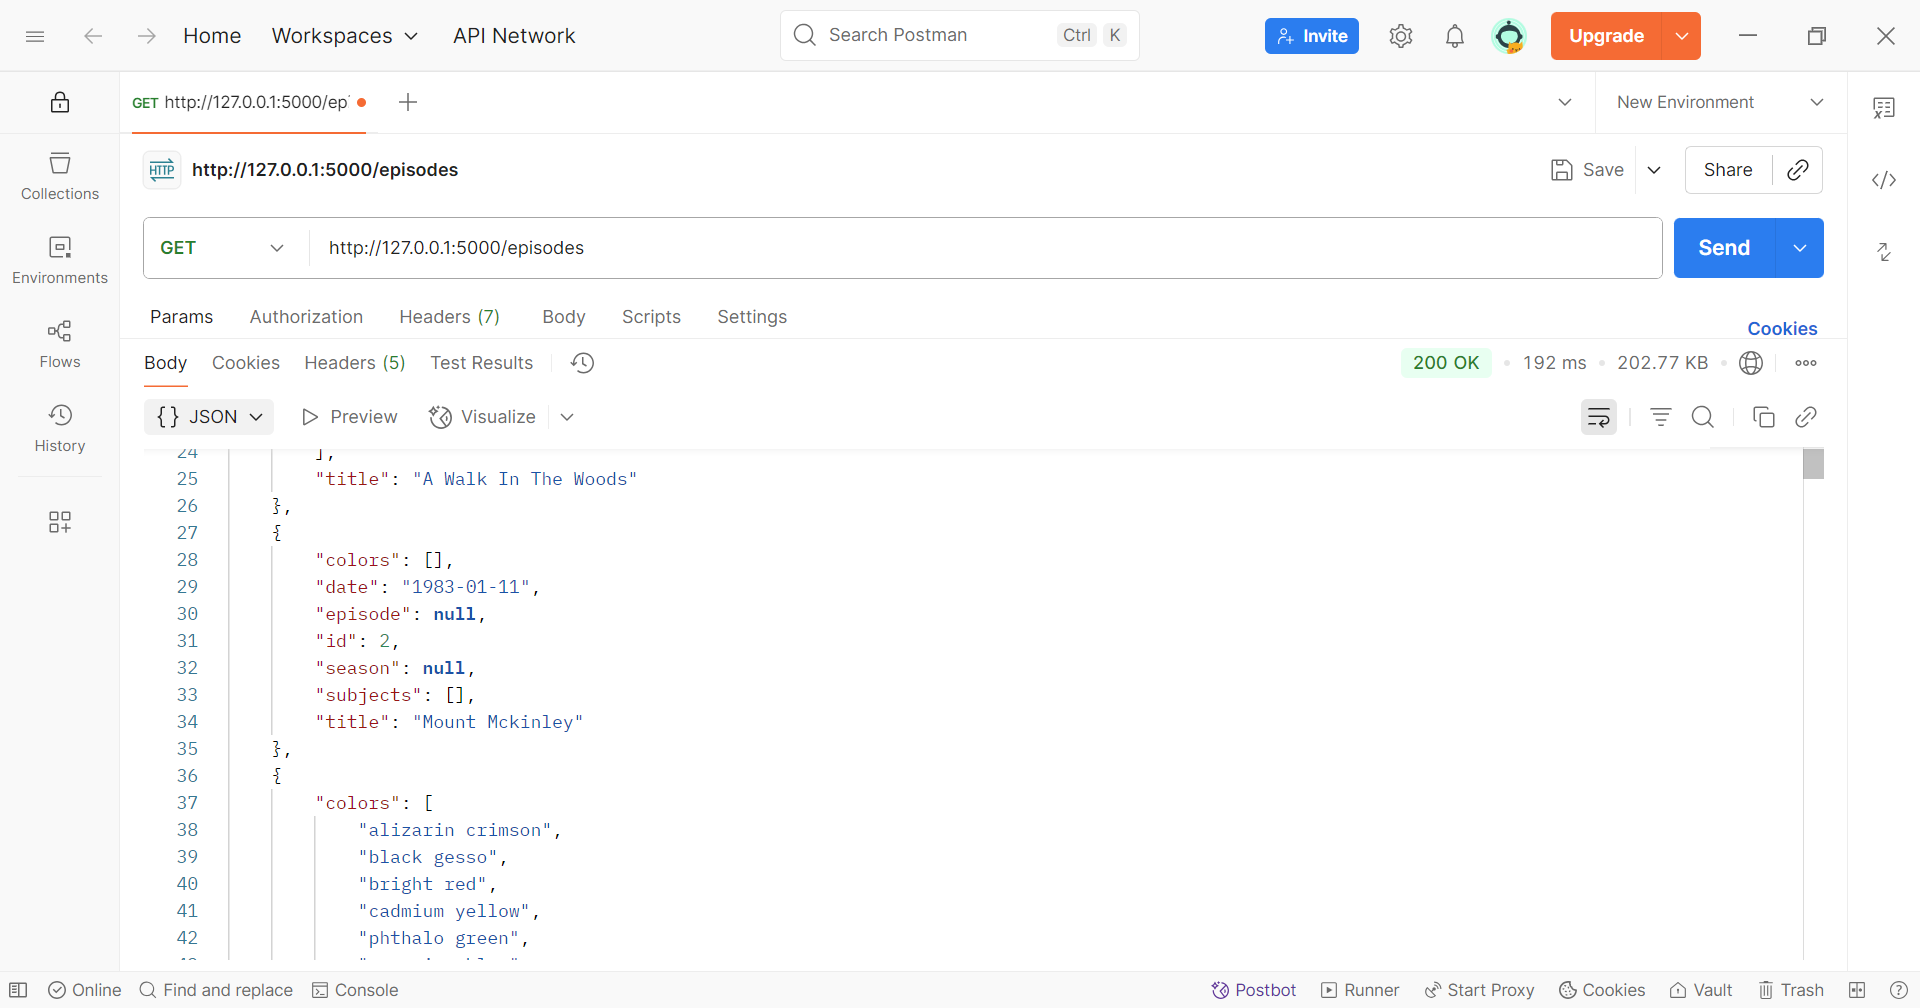 Home Workspaces API Network Search Postman Ctrl K Invite Upgrade
GET http://127.0.0.1:5000/ep New Environment
HTTP http://127.0.0.1:5000/episodes Save Share
GET http://127.0.0.1:5000/episodes Send
Collections
Environments
Flows
History
Params Authorization Headers (7) Body Scripts Settings Cookies
Body Cookies Headers (5) Test Results 200 OK • 192 ms • 202.77 KB •
{} JSON Preview Visualize
24 ],
25 "title": "A Walk In The Woods"
26 },
27 {
28 "colors": [],
29 "date": "1983-01-11",
30 "episode": null,
31 "id": 2,
32 "season": null,
33 "subjects": [],
34 "title": "Mount Mckinley"
35 },
36 {
37 "colors": [
38 "alizarin crimson",
39 "black gesso",
40 "bright red",
41 "cadmium yellow",
42 "phthalo green",
Online Find and replace Console Postbot Runner Start Proxy Cookies Vault Trash